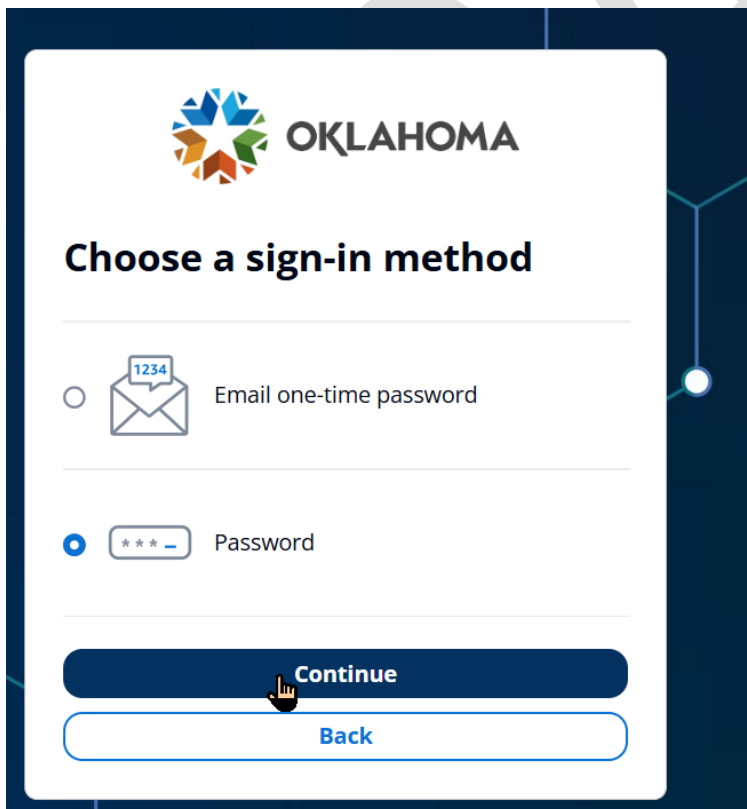 OKLAHOMA
Choose a sign-in method
1234
Email one-time password
***_ Password
Continue
Back